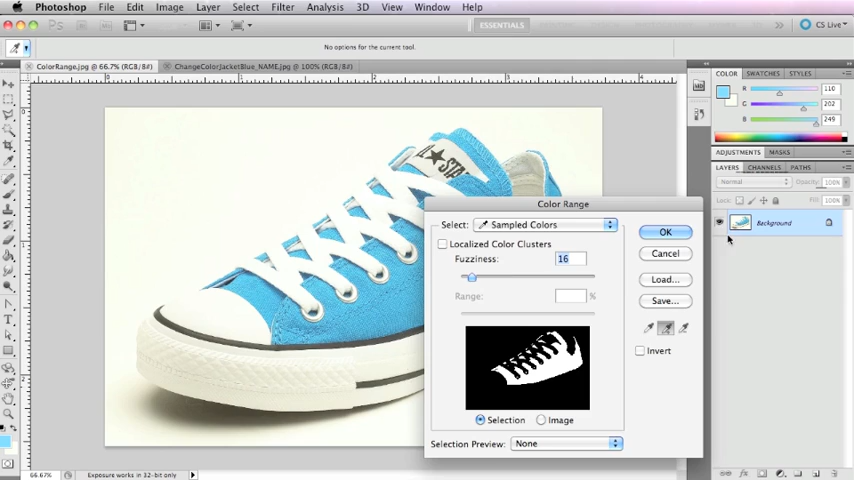 Photoshop File Edit Image Layer Select Filter Analysis 3D View Window Help
Ps ESSENTIALS CS Live
No options for the current tool.
ColorRange.jpg @ 66.7% (RGB/8#) ChangeColorJacketBlue_NAME.jpg @ 100% (RGB/8#)
COLOR SWATCHES STYLES
R 110
G 202
B 249
ADJUSTMENTS MASKS
LAYERS CHANNELS PATHS
Normal Opacity: 100%
Lock: Fill: 100%
Background
ALL STAR
Color Range
Select: Sampled Colors
Localized Color Clusters
Fuzziness: 16
Range: %
Selection Image
Selection Preview: None
OK
Cancel
Load...
Save...
Invert
66.67% Exposure works in 32-bit only